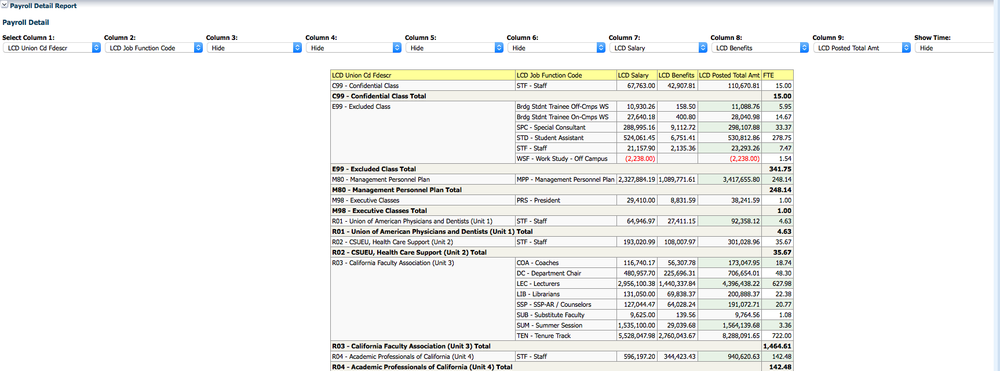 Payroll Detail Report
Payroll Detail
Select Column 1: Column 2: Column 3: Column 4: Column 5: Column 6: Column 7: Column 8: Column 9: Show Time:
LCD Union Cd Fdescr LCD Job Function Code Hide Hide Hide Hide LCD Salary LCD Benefits LCD Posted Total Amt Hide
LCD Union Cd Fdescr LCD Job Function Code LCD Salary LCD Benefits LCD Posted Total Amt FTE
C99 - Confidential Class STF - Staff 67,763.00 42,907.81 110,670.81 15.00
C99 - Confidential Class Total 15.00
E99 - Excluded Class Brdg Stdnt Trainee Off-Cmps WS 10,930.26 158.50 11,088.76 5.95
Brdg Stdnt Trainee On-Cmps WS 27,640.18 400.80 28,040.98 14.67
SPC - Special Consultant 288,995.16 9,112.72 298,107.88 33.37
STD - Student Assistant 524,061.45 6,751.41 530,812.86 278.75
STF - Staff 21,157.90 2,135.36 23,293.26 7.47
WSF - Work Study - Off Campus (2,238.00) (2,238.00) 1.54
E99 - Excluded Class Total 341.75
M80 - Management Personnel Plan MPP - Management Personnel Plan 2,327,884.19 1,089,771.61 3,417,655.80 248.14
M80 - Management Personnel Plan Total 248.14
M98 - Executive Classes PRS - President 29,410.00 8,831.59 38,241.59 1.00
M98 - Executive Classes Total 1.00
R01 - Union of American Physicians and Dentists (Unit 1) STF - Staff 64,946.97 27,411.15 92,358.12 4.63
R01 - Union of American Physicians and Dentists (Unit 1) Total 4.63
R02 - CSUEU, Health Care Support (Unit 2) STF - Staff 193,020.99 108,007.97 301,028.96 35.67
R02 - CSUEU, Health Care Support (Unit 2) Total 35.67
R03 - California Faculty Association (Unit 3) COA - Coaches 116,740.17 56,307.78 173,047.95 18.74
DC - Department Chair 480,957.70 225,696.31 706,654.01 48.30
LEC - Lecturers 2,956,100.38 1,440,337.84 4,396,438.22 627.98
LIB - Librarians 131,050.00 69,838.37 200,888.37 22.38
SSP - SSP-AR / Counselors 127,044.47 64,028.24 191,072.71 20.77
SUB - Substitute Faculty 9,625.00 139.56 9,764.56 1.08
SUM - Summer Session 1,535,100.00 29,039.68 1,564,139.68 3.36
TEN - Tenure Track 5,528,047.98 2,760,043.67 8,288,091.65 722.00
R03 - California Faculty Association (Unit 3) Total 1,464.61
R04 - Academic Professionals of California (Unit 4) STF - Staff 596,197.20 344,423.43 940,620.63 142.48
R04 - Academic Professionals of California (Unit 4) Total 142.48